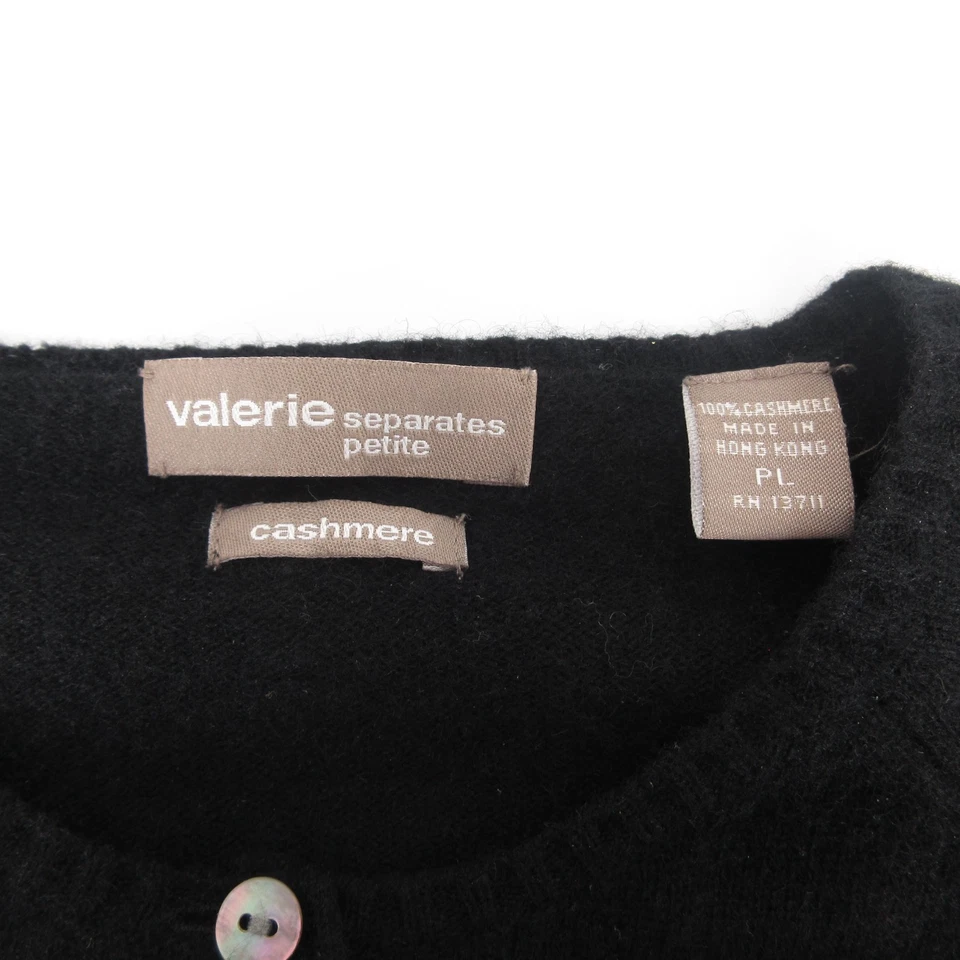 valerie separates
petite
cashmere
100% CASHMERE
MADE IN
HONG KONG
PL
RN 13711